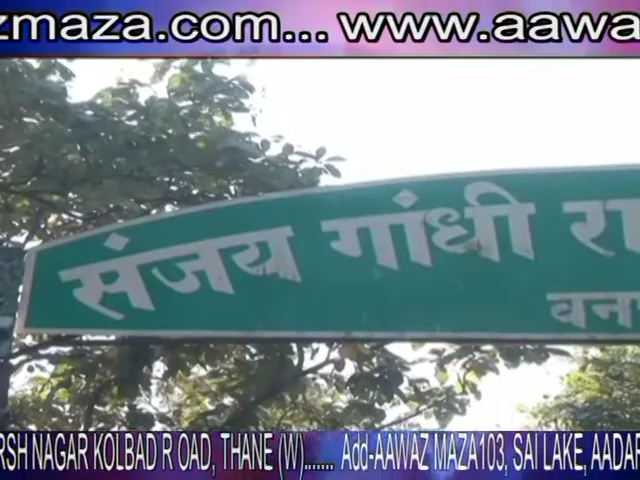 zmaza.com... www.aawa
संजय गांधी रा
वन
RSH NAGAR KOLBAD R OAD, THANE (W)....... Add-AAWAZ MAZA103, SAI LAKE, AADAR